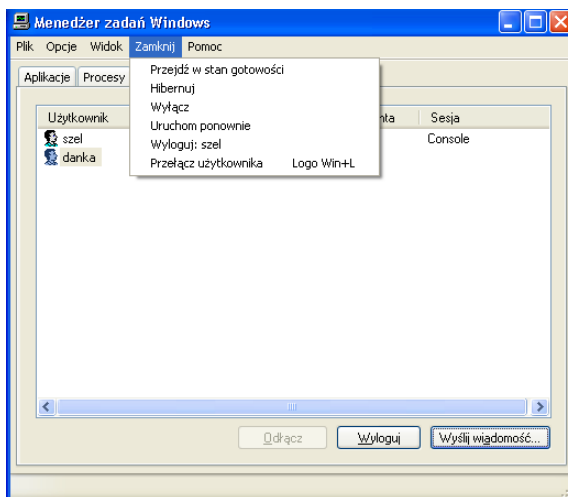 Menedżer zadań Windows
Plik Opcje Widok Zamknij Pomoc
Aplikacje Procesy
Przejdź w stan gotowości
Hibernuj
Wyłącz
Uruchom ponownie
Wyloguj: szel
Przełącz użytkownika Logo Win+L
Użytkownik nta Sesja
szel Console
danka
Odłącz Wyloguj Wyślij wiadomość...